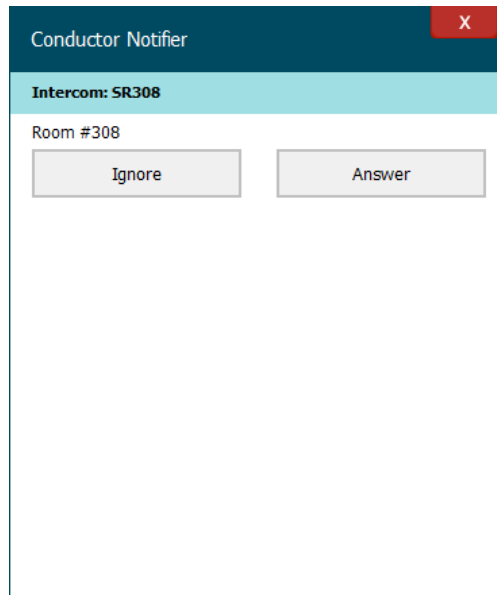 Conductor Notifier
X
Intercom: SR308
Room #308
Ignore
Answer